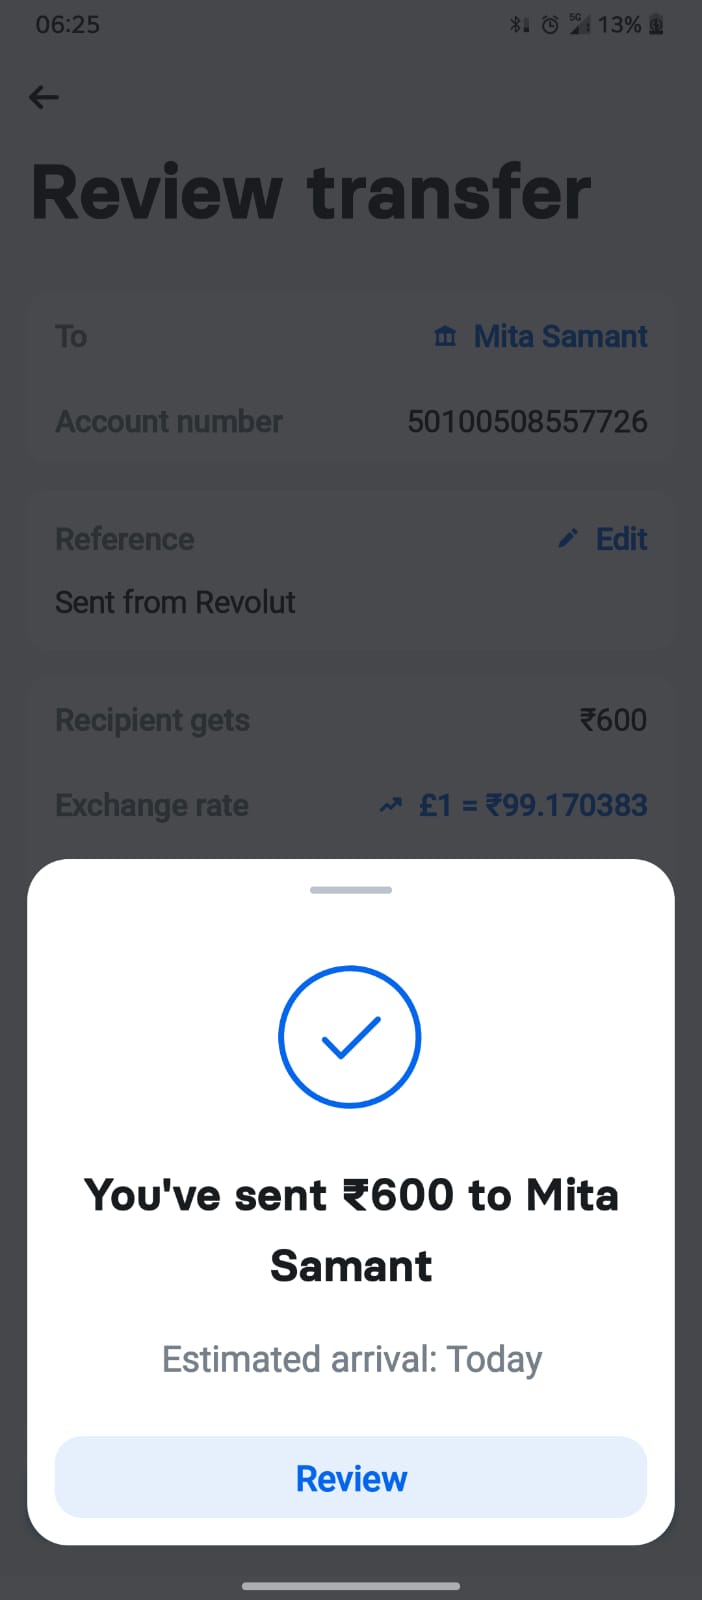 06:25
5G 13%
Review transfer
To Mita Samant
Account number 50100508557726
Reference Edit
Sent from Revolut
Recipient gets ₹600
Exchange rate £1 = ₹99.170383
You've sent ₹600 to Mita
Samant
Estimated arrival: Today
Review